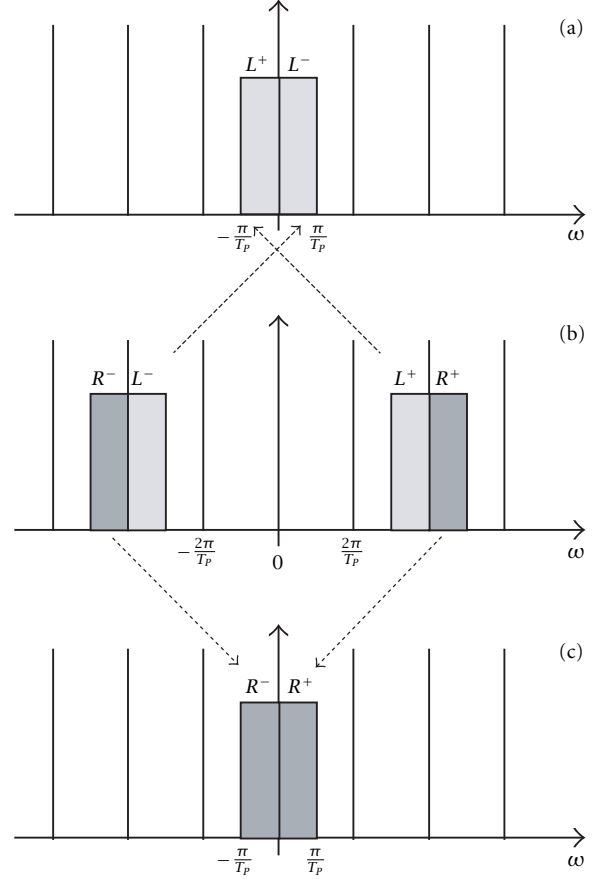 (a)
L⁺ L⁻
−π/T_P π/T_P ω
(b)
R⁻ L⁻ L⁺ R⁺
−2π/T_P 0 2π/T_P ω
(c)
R⁻ R⁺
−π/T_P π/T_P ω